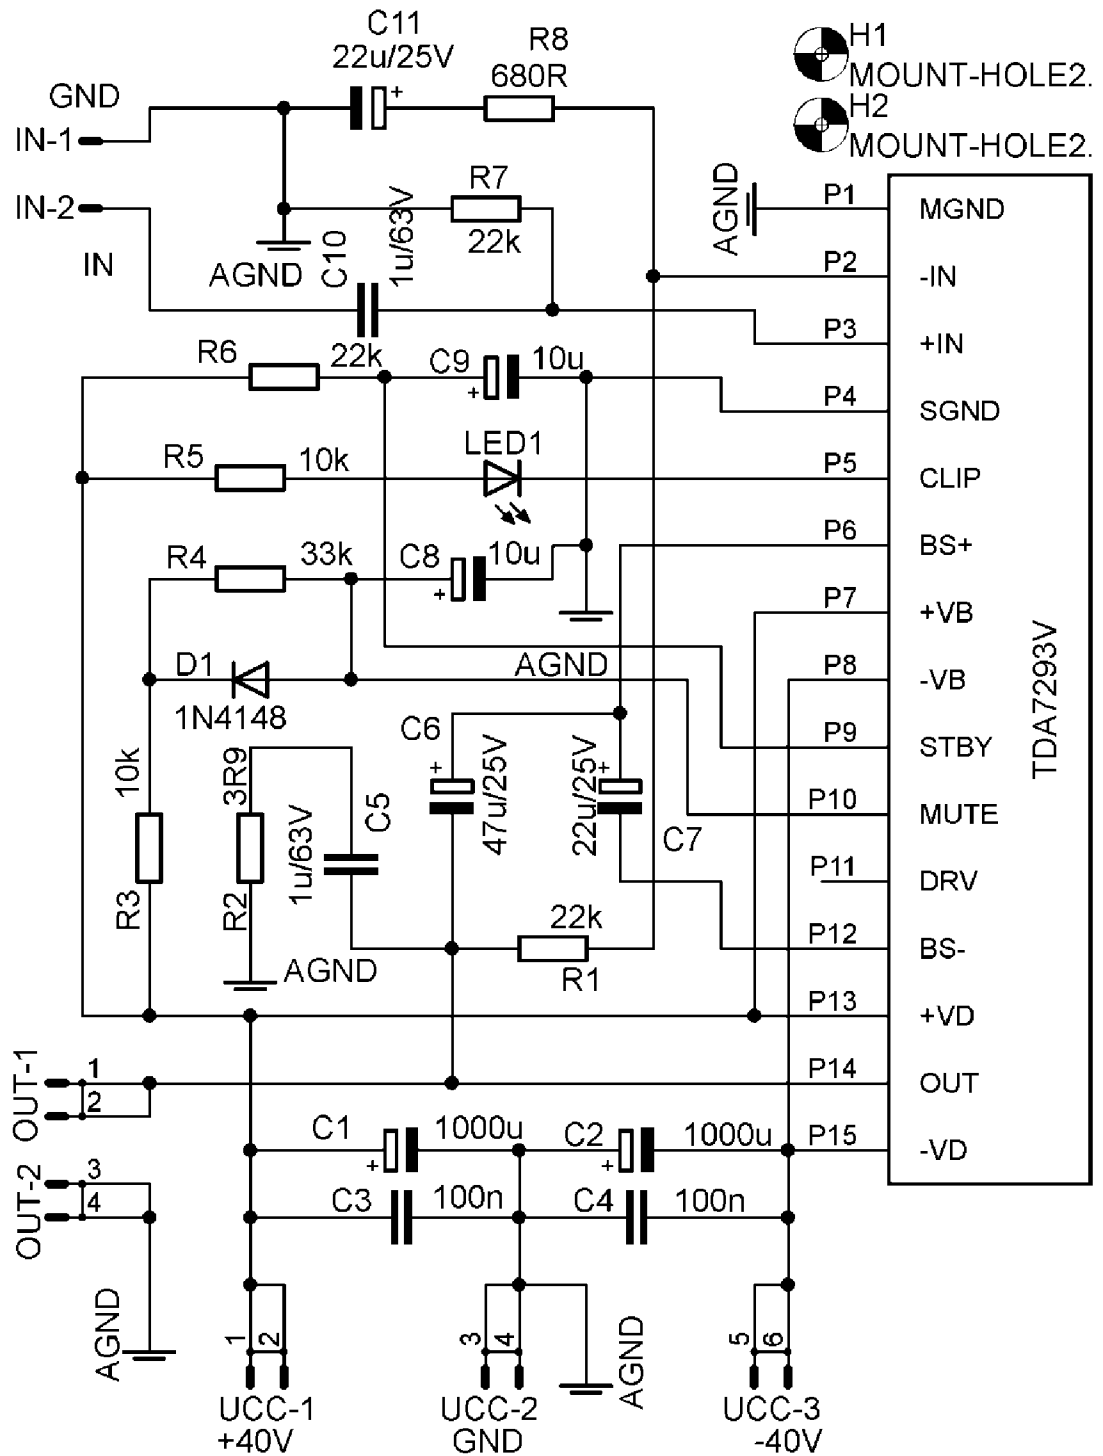 C11
22u/25V
R8
680R
H1
MOUNT-HOLE2.
H2
MOUNT-HOLE2.
GND
IN-1
IN-2
IN
+
R7
22k
AGND
C10
1u/63V
AGND
P1
MGND
P2
-IN
P3
+IN
P4
SGND
P5
CLIP
P6
BS+
P7
+VB
P8
-VB
P9
STBY
P10
MUTE
P11
DRV
P12
BS-
P13
+VD
P14
OUT
P15
-VD
TDA7293V
R6
22k
C9
10u
+
R5
10k
LED1
R4
33k
C8
10u
+
AGND
D1
1N4148
10k
R3
3R9
R2
1u/63V
C5
AGND
C6
+
47u/25V
22u/25V
+
C7
22k
R1
OUT-1
1
2
OUT-2
3
4
AGND
C1
1000u
+
C2
1000u
+
C3
100n
C4
100n
1
2
UCC-1
+40V
3
4
UCC-2
GND
AGND
5
6
UCC-3
-40V